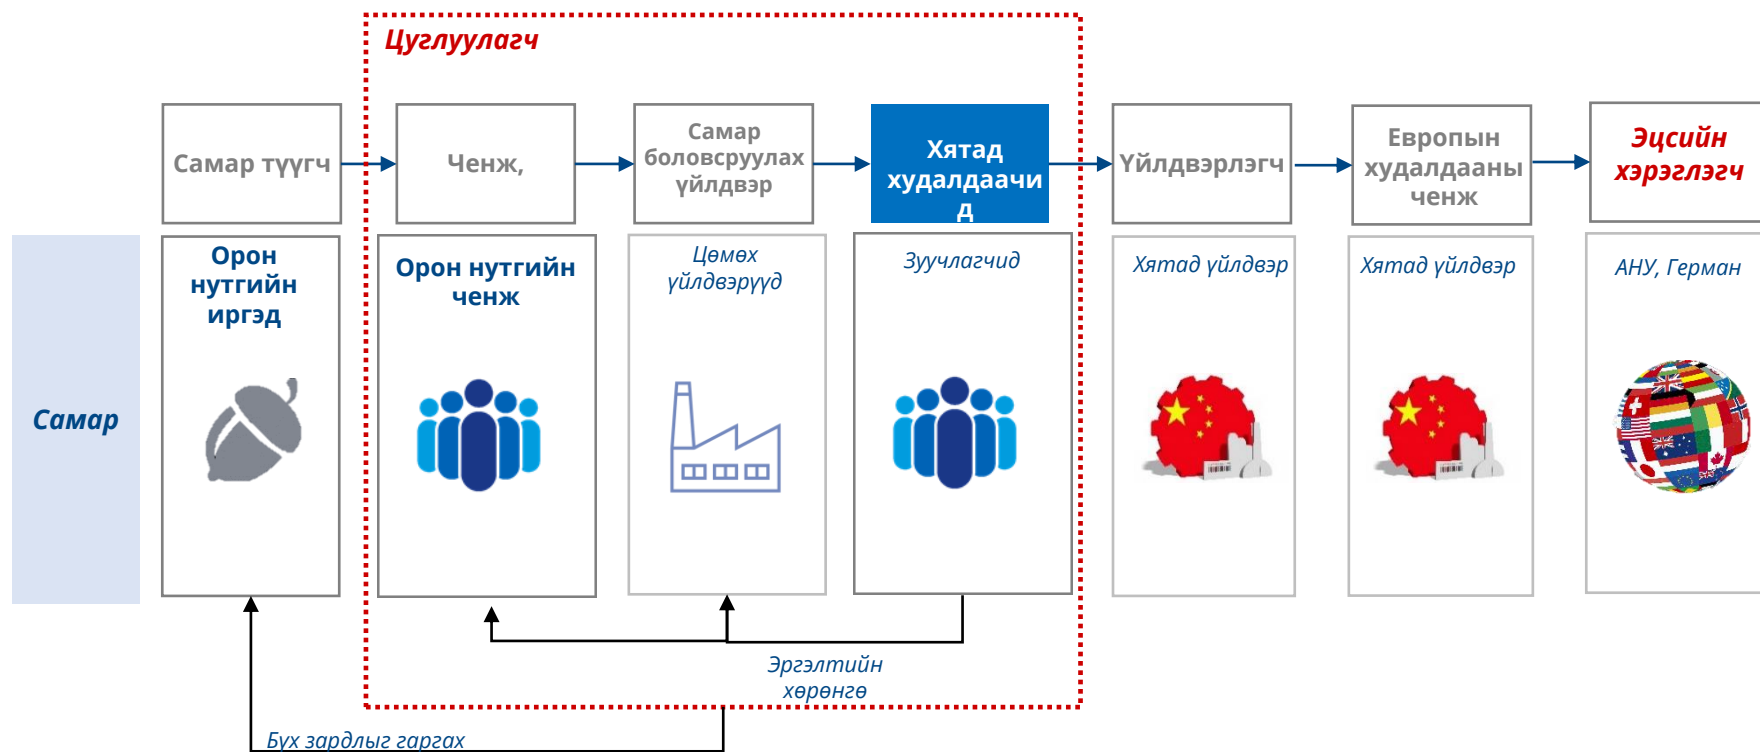 Цуглуулагч
Самар түүгч
Ченж,
Самар
боловсруулах
үйлдвэр
Хятад
худалдаачи
д
Үйлдвэрлэгч
Европын
худалдааны
ченж
Эцсийн
хэрэглэгч
Самар
Орон
нутгийн
иргэд
Орон нутгийн
ченж
Цөмөх
үйлдвэрүүд
Зуучлагчид
Хятад үйлдвэр
Хятад үйлдвэр
АНУ, Герман
Эргэлтийн
хөрөнгө
Бүх зардлыг гаргах